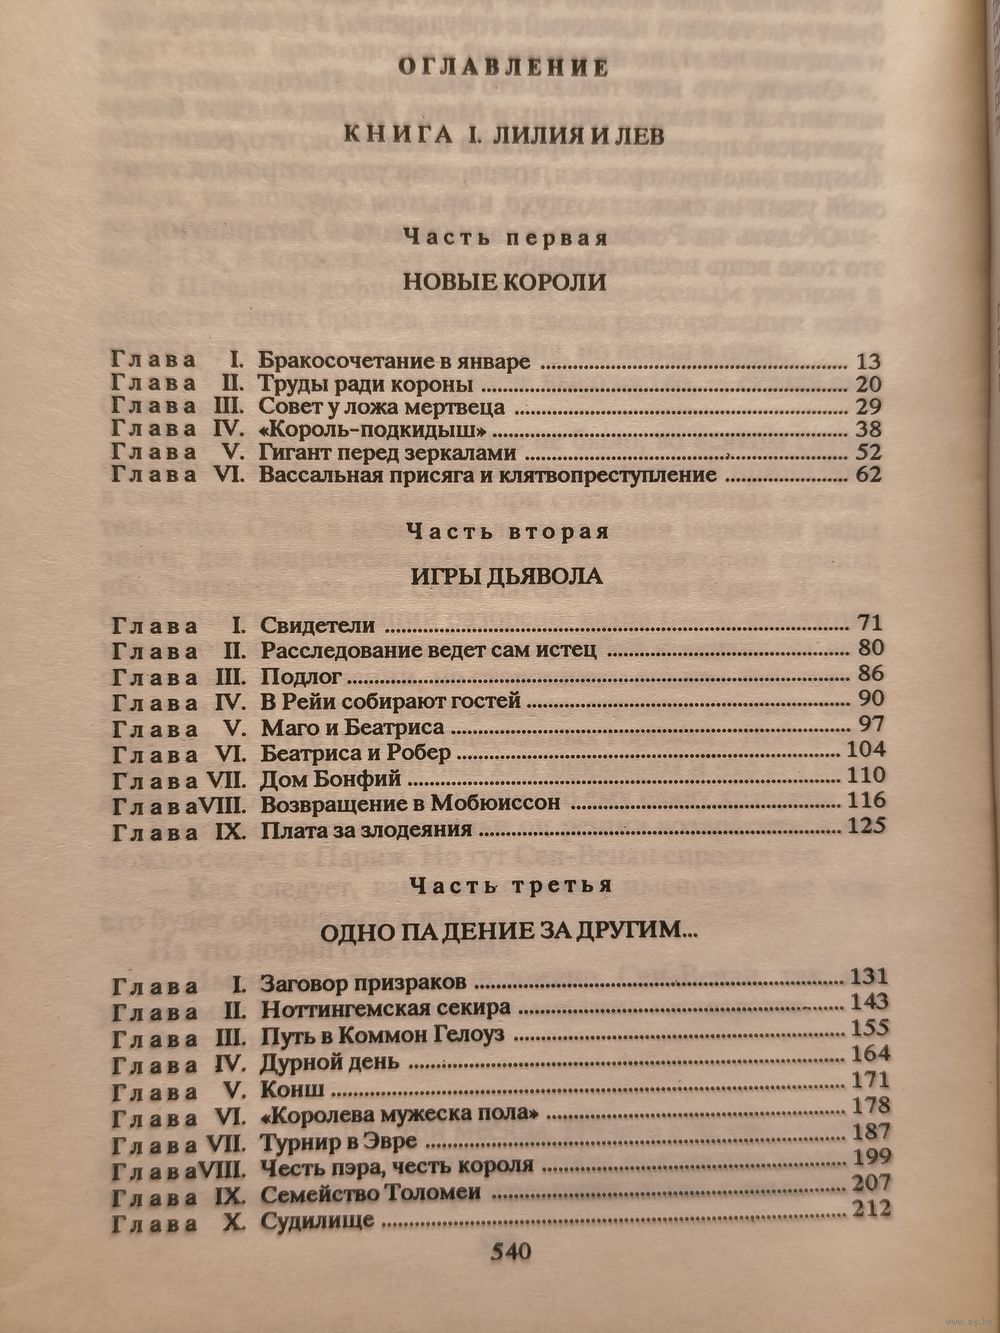 ОГЛАВЛЕНИЕ
КНИГА I. ЛИЛИЯ И ЛЕВ
Часть первая
НОВЫЕ КОРОЛИ
Глава I. Бракосочетание в январе 13
Глава II. Труды ради короны 20
Глава III. Совет у ложа мертвеца 29
Глава IV. «Король-подкидыш» 38
Глава V. Гигант перед зеркалами 52
Глава VI. Вассальная присяга и клятвопреступление 62
Часть вторая
ИГРЫ ДЬЯВОЛА
Глава I. Свидетели 71
Глава II. Расследование ведет сам истец 80
Глава III. Подлог 86
Глава IV. В Рейи собирают гостей 90
Глава V. Маго и Беатриса 97
Глава VI. Беатриса и Робер 104
Глава VII. Дом Бонфий 110
Глава VIII. Возвращение в Мобюиссон 116
Глава IX. Плата за злодеяния 125
Часть третья
ОДНО ПАДЕНИЕ ЗА ДРУГИМ...
Глава I. Заговор призраков 131
Глава II. Ноттингемская секира 143
Глава III. Путь в Коммон Гелоуз 155
Глава IV. Дурной день 164
Глава V. Конш 171
Глава VI. «Королева мужеска пола» 178
Глава VII. Турнир в Эвре 187
Глава VIII. Честь пэра, честь короля 199
Глава IX. Семейство Толомеи 207
Глава X. Судилище 212
540
www.ay.by